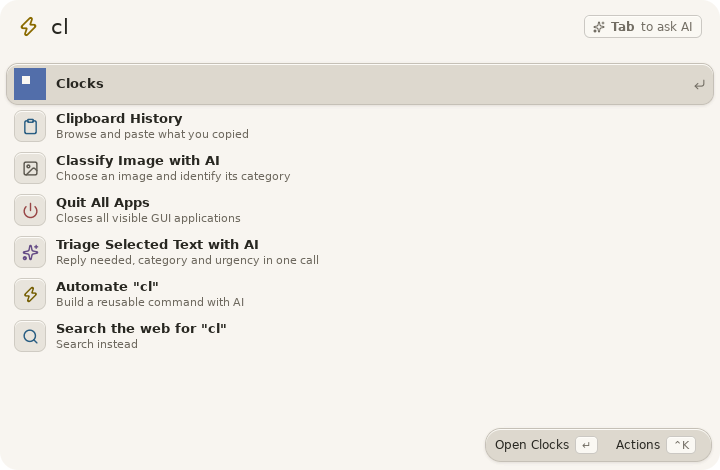 cl
Tab to ask AI
Clocks
Clipboard History
Browse and paste what you copied
Classify Image with AI
Choose an image and identify its category
Quit All Apps
Closes all visible GUI applications
Triage Selected Text with AI
Reply needed, category and urgency in one call
Automate "cl"
Build a reusable command with AI
Search the web for "cl"
Search instead
Open Clocks ↵ Actions ^K